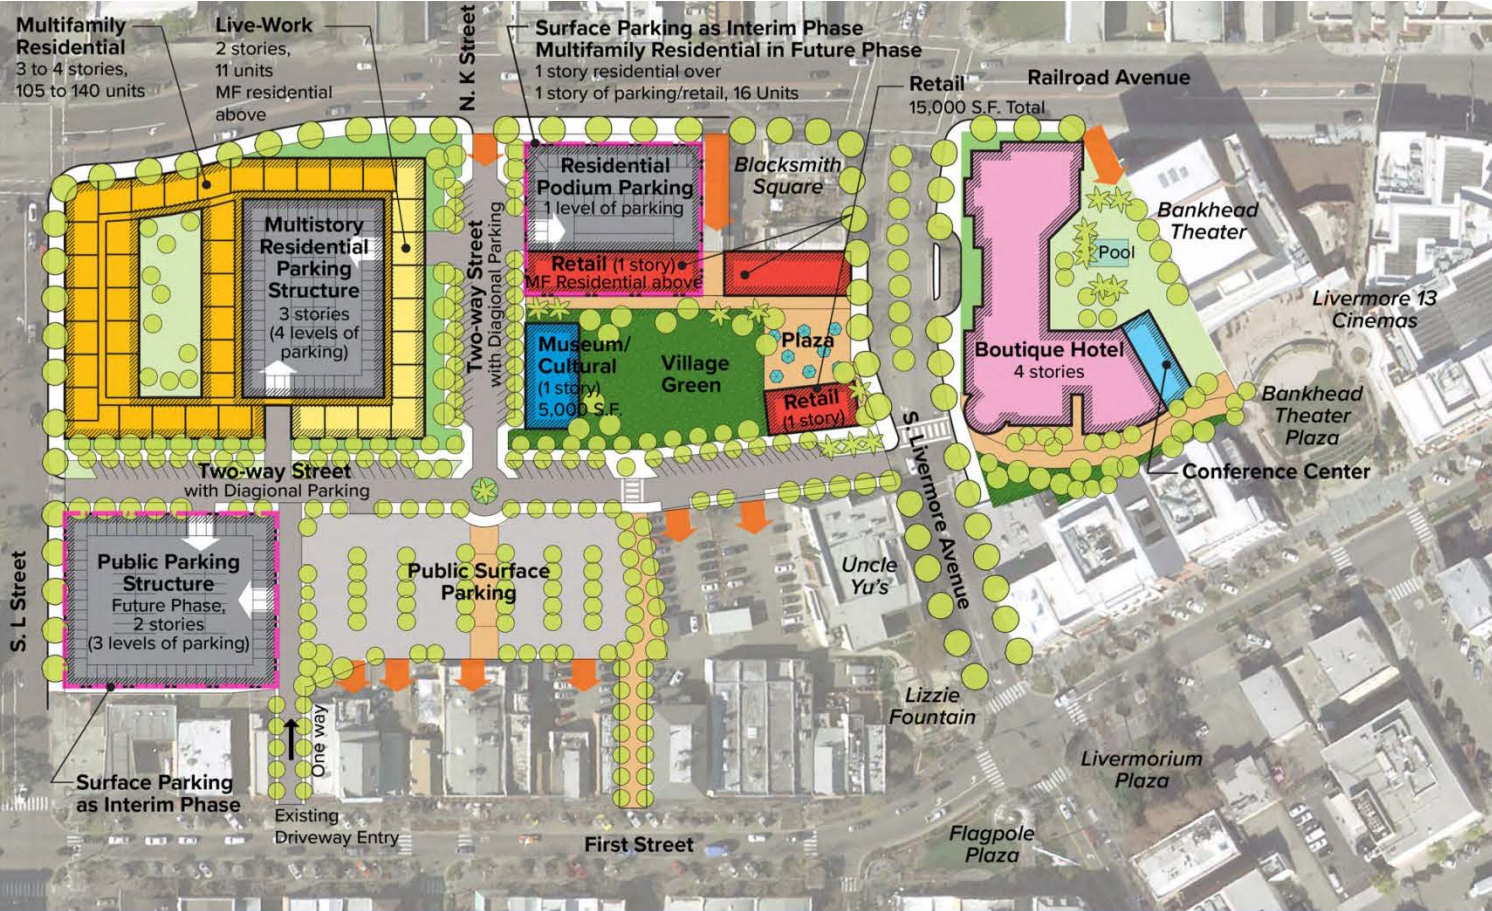 Multifamily
Residential
3 to 4 stories,
105 to 140 units
Live-Work
2 stories,
11 units
MF residential
above
N. K Street
Surface Parking as Interim Phase
Multifamily Residential in Future Phase
1 story residential over
1 story of parking/retail, 16 Units
Retail
15,000 S.F. Total
Railroad Avenue
Residential
Podium Parking
1 level of parking
Blacksmith
Square
Multistory
Residential
Parking
Structure
3 stories
(4 levels of
parking)
Two-way Street
with Diagonal Parking
Retail (1 story)
MF Residential above
Bankhead
Theater
Pool
Livermore 13
Cinemas
Museum/
Cultural
(1 story)
5,000 S.F.
Village
Green
Plaza
Retail
(1 story)
Boutique Hotel
4 stories
Bankhead
Theater
Plaza
Conference Center
S. Livermore Avenue
Two-way Street
with Diagional Parking
S. L Street
Public Parking
Structure
Future Phase,
2 stories
(3 levels of parking)
Public Surface
Parking
Uncle
Yu's
Lizzie
Fountain
One way
Surface Parking
as Interim Phase
Existing
Driveway Entry
First Street
Livermorium
Plaza
Flagpole
Plaza